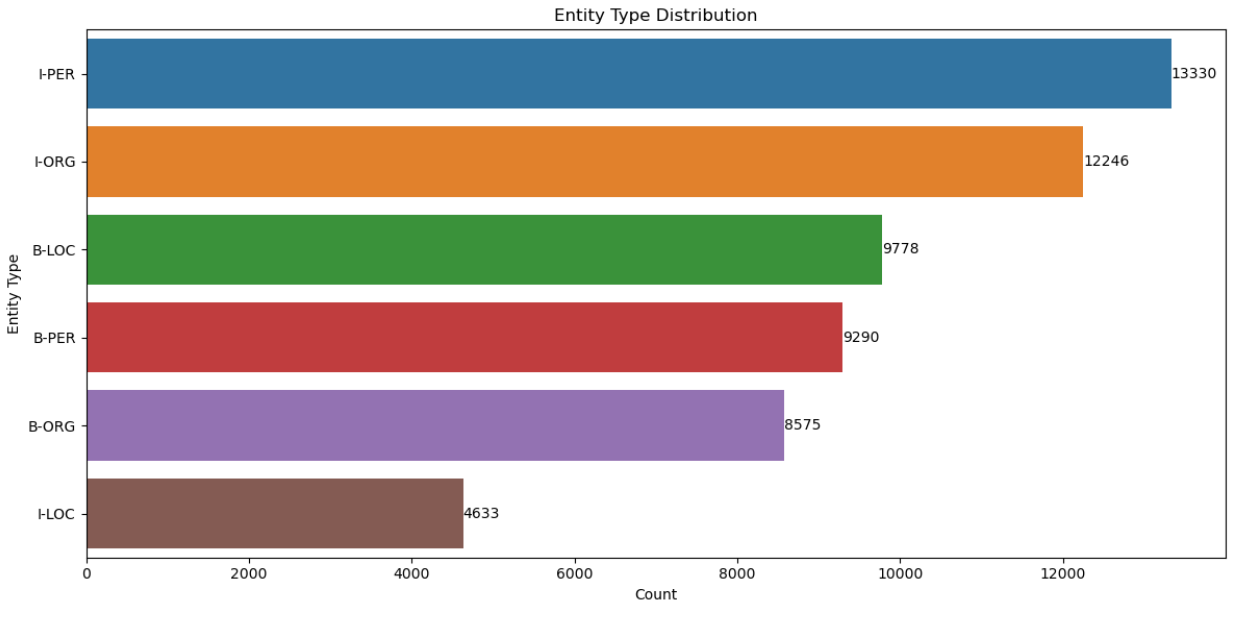 Entity Type Distribution
I-PER 13330
I-ORG 12246
B-LOC 9778
B-PER 9290
B-ORG 8575
I-LOC 4633
Entity Type
0 2000 4000 6000 8000 10000 12000
Count